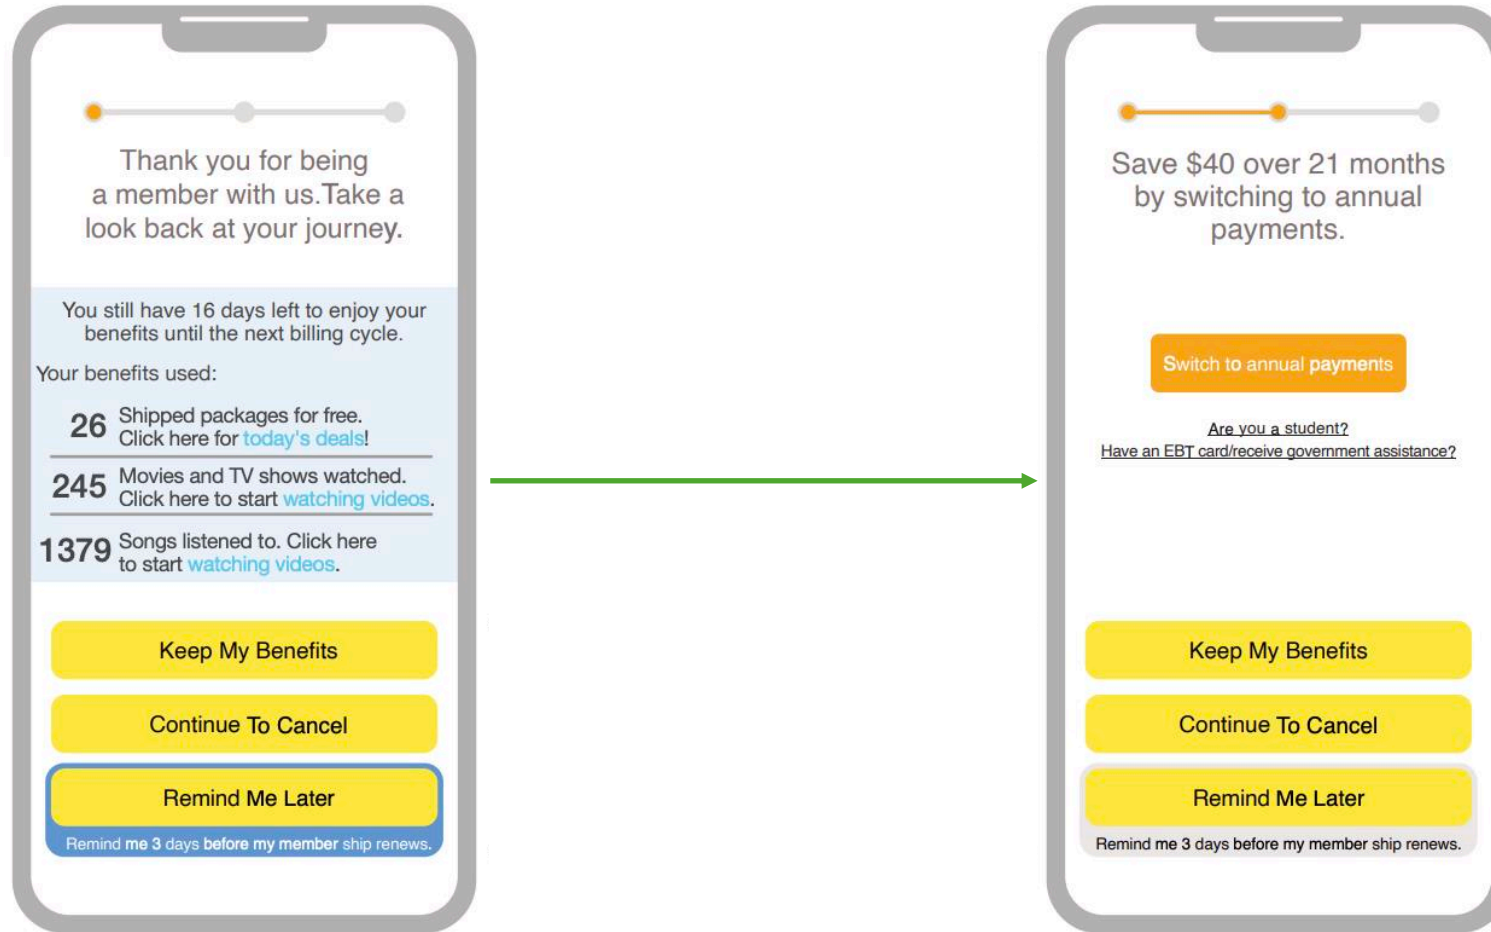 Thank you for being
a member with us.Take a
look back at your journey.
You still have 16 days left to enjoy your
benefits until the next billing cycle.
Your benefits used:
26 Shipped packages for free.
Click here for today's deals!
245 Movies and TV shows watched.
Click here to start watching videos.
1379 Songs listened to. Click here
to start watching videos.
Keep My Benefits
Continue To Cancel
Remind Me Later
Remind me 3 days before my member ship renews.
Save $40 over 21 months
by switching to annual
payments.
Switch to annual payments
Are you a student?
Have an EBT card/receive government assistance?
Keep My Benefits
Continue To Cancel
Remind Me Later
Remind me 3 days before my member ship renews.